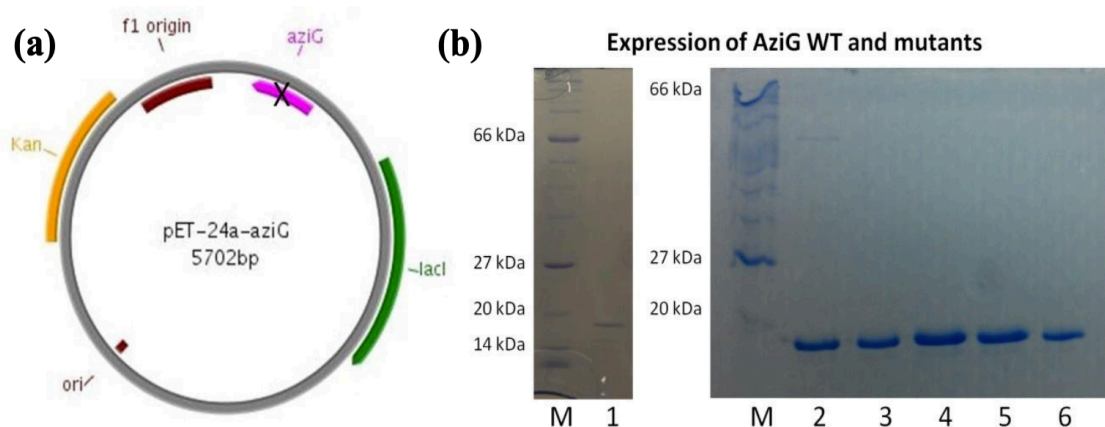 (a)
f1 origin
aziG
X
Kan
pET-24a-aziG
5702bp
lacI
ori
(b)
Expression of AziG WT and mutants
66 kDa
27 kDa
20 kDa
14 kDa
M 1
66 kDa
27 kDa
20 kDa
M 2 3 4 5 6